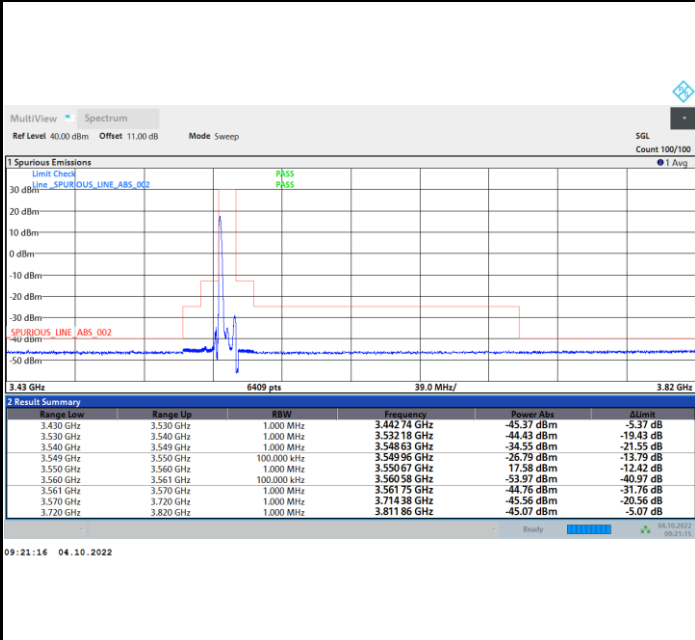 MultiView Spectrum
Ref Level 40.00 dBm Offset 11.00 dB Mode Sweep SGL
Count 100/100
1 Spurious Emissions 1 Avg
Limit Check PASS
Line _SPURIOUS_LINE_ABS_002 PASS
30 dBm
20 dBm
10 dBm
0 dBm
-10 dBm
-20 dBm
-30 dBm
_SPURIOUS_LINE_ABS_002
-40 dBm
-50 dBm
3.43 GHz 6409 pts 39.0 MHz/ 3.82 GHz
2 Result Summary
Range Low Range Up RBW Frequency Power Abs ΔLimit
3.430 GHz 3.530 GHz 1.000 MHz 3.442 74 GHz -45.37 dBm -5.37 dB
3.530 GHz 3.540 GHz 1.000 MHz 3.532 18 GHz -44.43 dBm -19.43 dB
3.540 GHz 3.549 GHz 1.000 MHz 3.548 63 GHz -34.55 dBm -21.55 dB
3.549 GHz 3.550 GHz 100.000 kHz 3.549 96 GHz -26.79 dBm -13.79 dB
3.550 GHz 3.560 GHz 1.000 MHz 3.550 67 GHz 17.58 dBm -12.42 dB
3.560 GHz 3.561 GHz 100.000 kHz 3.560 58 GHz -53.97 dBm -40.97 dB
3.561 GHz 3.570 GHz 1.000 MHz 3.561 75 GHz -44.76 dBm -31.76 dB
3.570 GHz 3.720 GHz 1.000 MHz 3.714 38 GHz -45.56 dBm -20.56 dB
3.720 GHz 3.820 GHz 1.000 MHz 3.811 86 GHz -45.07 dBm -5.07 dB
Ready 04.10.2022
09:21:15
09:21:16 04.10.2022